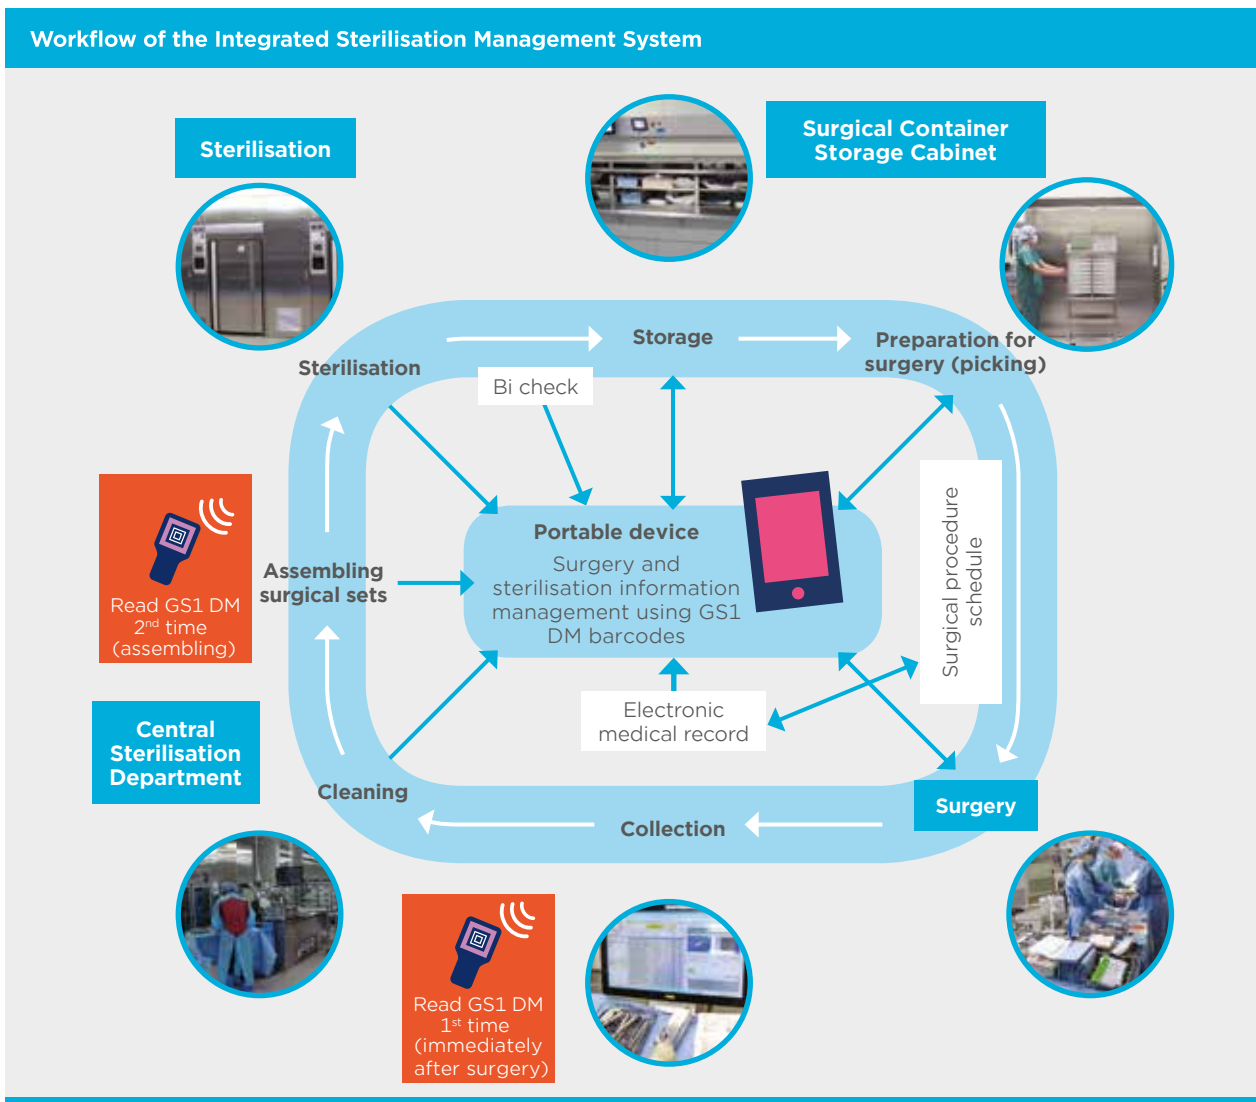 Workflow of the Integrated Sterilisation Management System
Sterilisation
Surgical Container
Storage Cabinet
Storage
Preparation for
surgery (picking)
Sterilisation
Bi check
Surgical procedure
schedule
Portable device
Surgery and
sterilisation information
management using GS1
DM barcodes
Assembling
surgical sets
Read GS1 DM
2nd time
(assembling)
Electronic
medical record
Central
Sterilisation
Department
Cleaning
Collection
Surgery
Read GS1 DM
1st time
(immediately
after surgery)